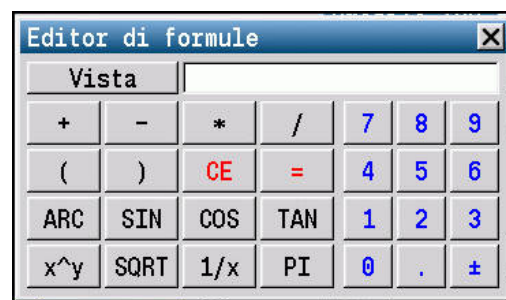 Editor di formule X
Vista
+ - * / 7 8 9
( ) CE = 4 5 6
ARC SIN COS TAN 1 2 3
x^y SQRT 1/x PI 0 . ±